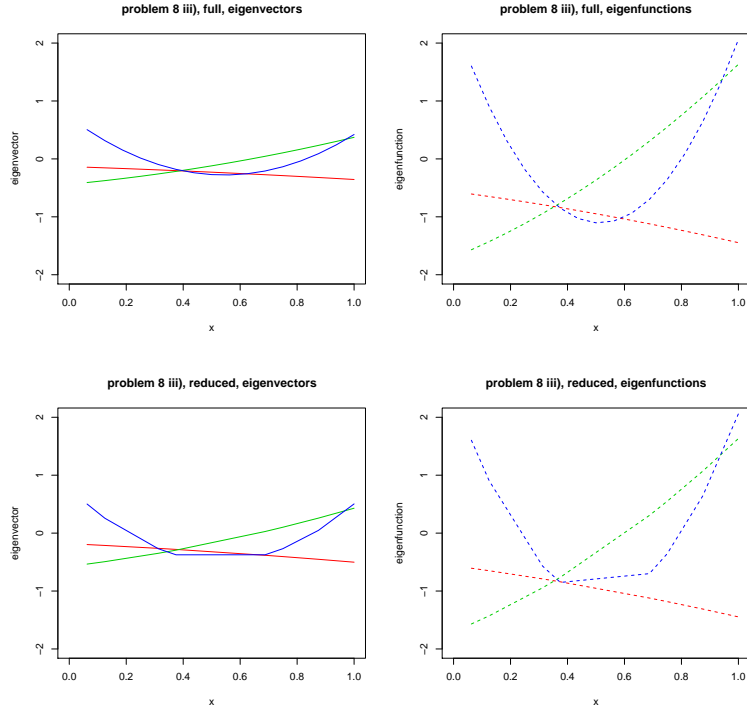 problem 8 iii), full, eigenvectors
eigenvector
2
1
0
−1
−2
0.0 0.2 0.4 0.6 0.8 1.0
x
problem 8 iii), full, eigenfunctions
eigenfunction
2
1
0
−1
−2
0.0 0.2 0.4 0.6 0.8 1.0
x
problem 8 iii), reduced, eigenvectors
eigenvector
2
1
0
−1
−2
0.0 0.2 0.4 0.6 0.8 1.0
x
problem 8 iii), reduced, eigenfunctions
eigenfunction
2
1
0
−1
−2
0.0 0.2 0.4 0.6 0.8 1.0
x